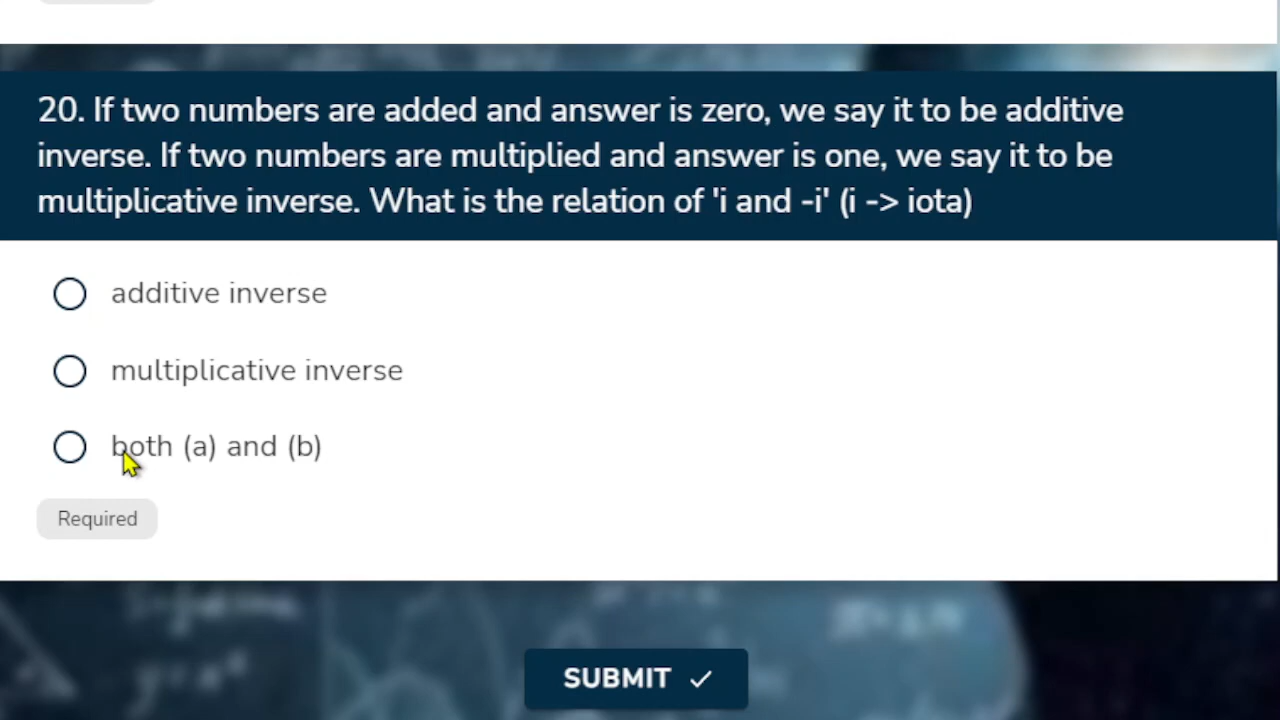 20. If two numbers are added and answer is zero, we say it to be additive
inverse. If two numbers are multiplied and answer is one, we say it to be
multiplicative inverse. What is the relation of 'i and -i' (i -> iota)
additive inverse
multiplicative inverse
both (a) and (b)
Required
SUBMIT